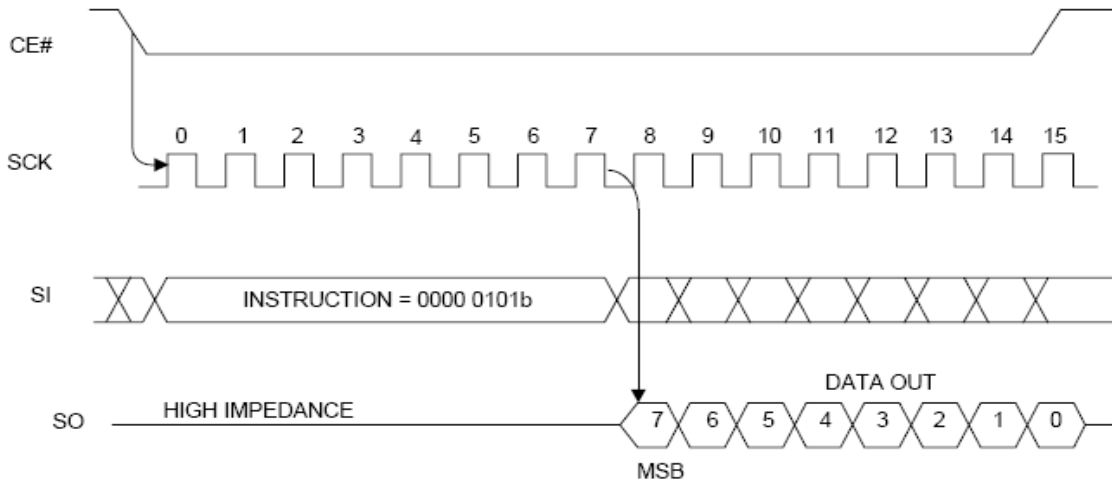 CE#
0 1 2 3 4 5 6 7 8 9 10 11 12 13 14 15
SCK
SI INSTRUCTION = 0000 0101b
DATA OUT
HIGH IMPEDANCE
SO 7 6 5 4 3 2 1 0
MSB